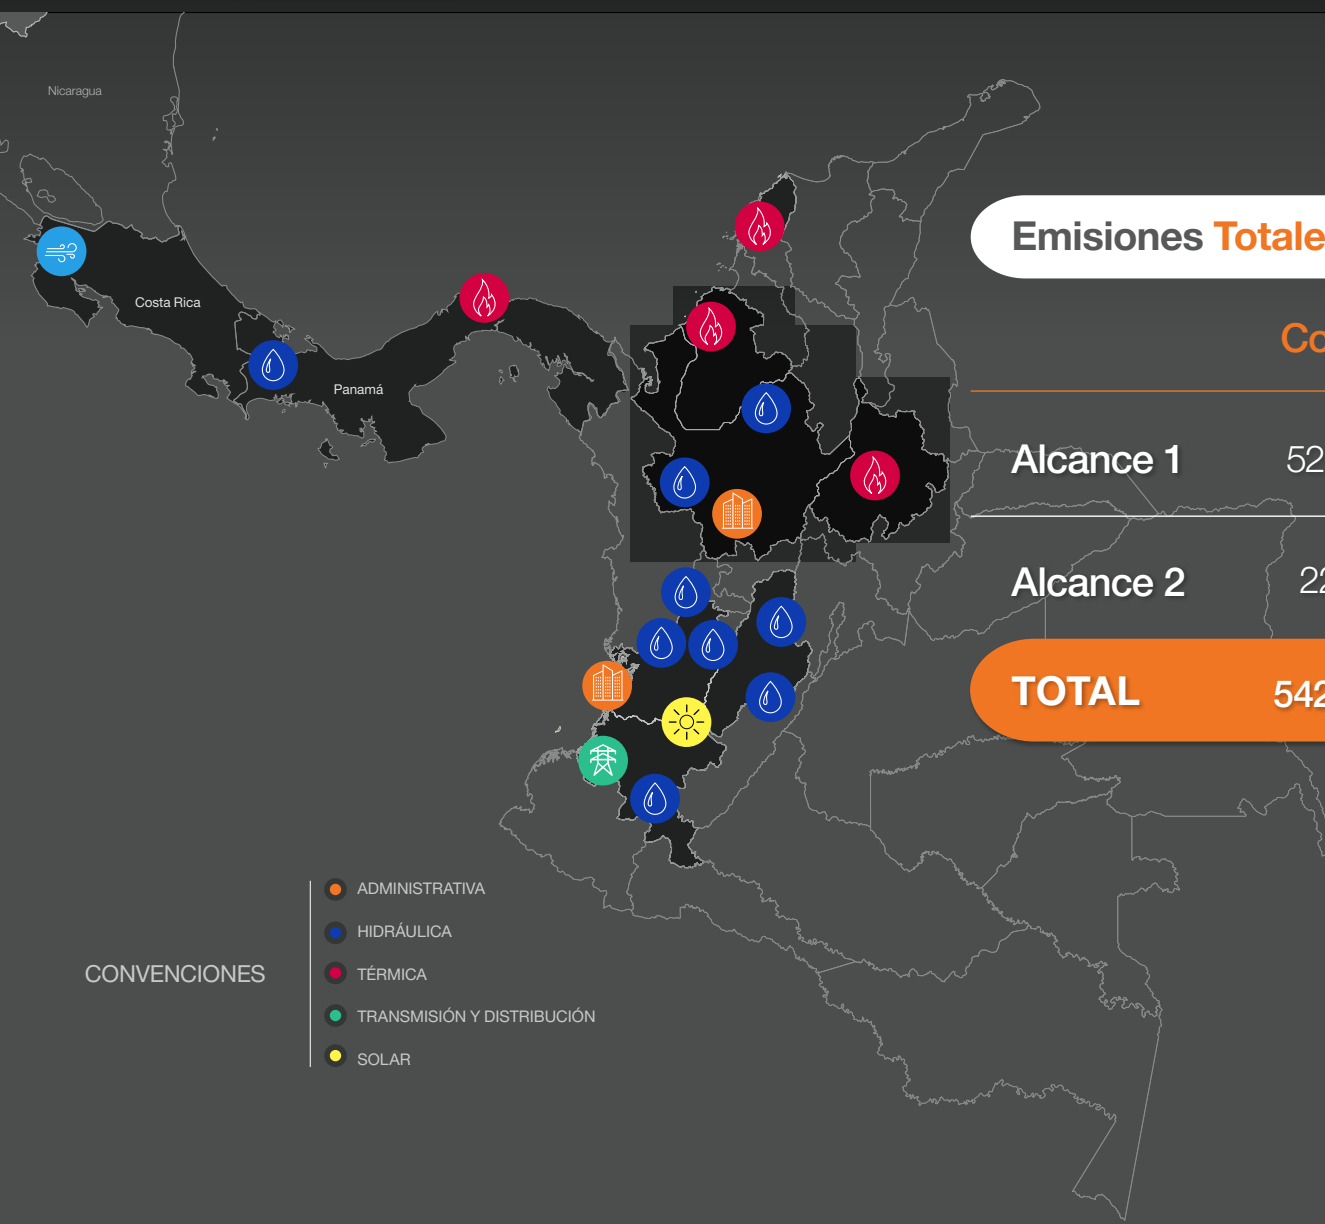 Nicaragua
Costa Rica
Panamá
Emisiones Totale
Co
Alcance 1 52
Alcance 2 22
TOTAL 542
CONVENCIONES
ADMINISTRATIVA
HIDRÁULICA
TÉRMICA
TRANSMISIÓN Y DISTRIBUCIÓN
SOLAR